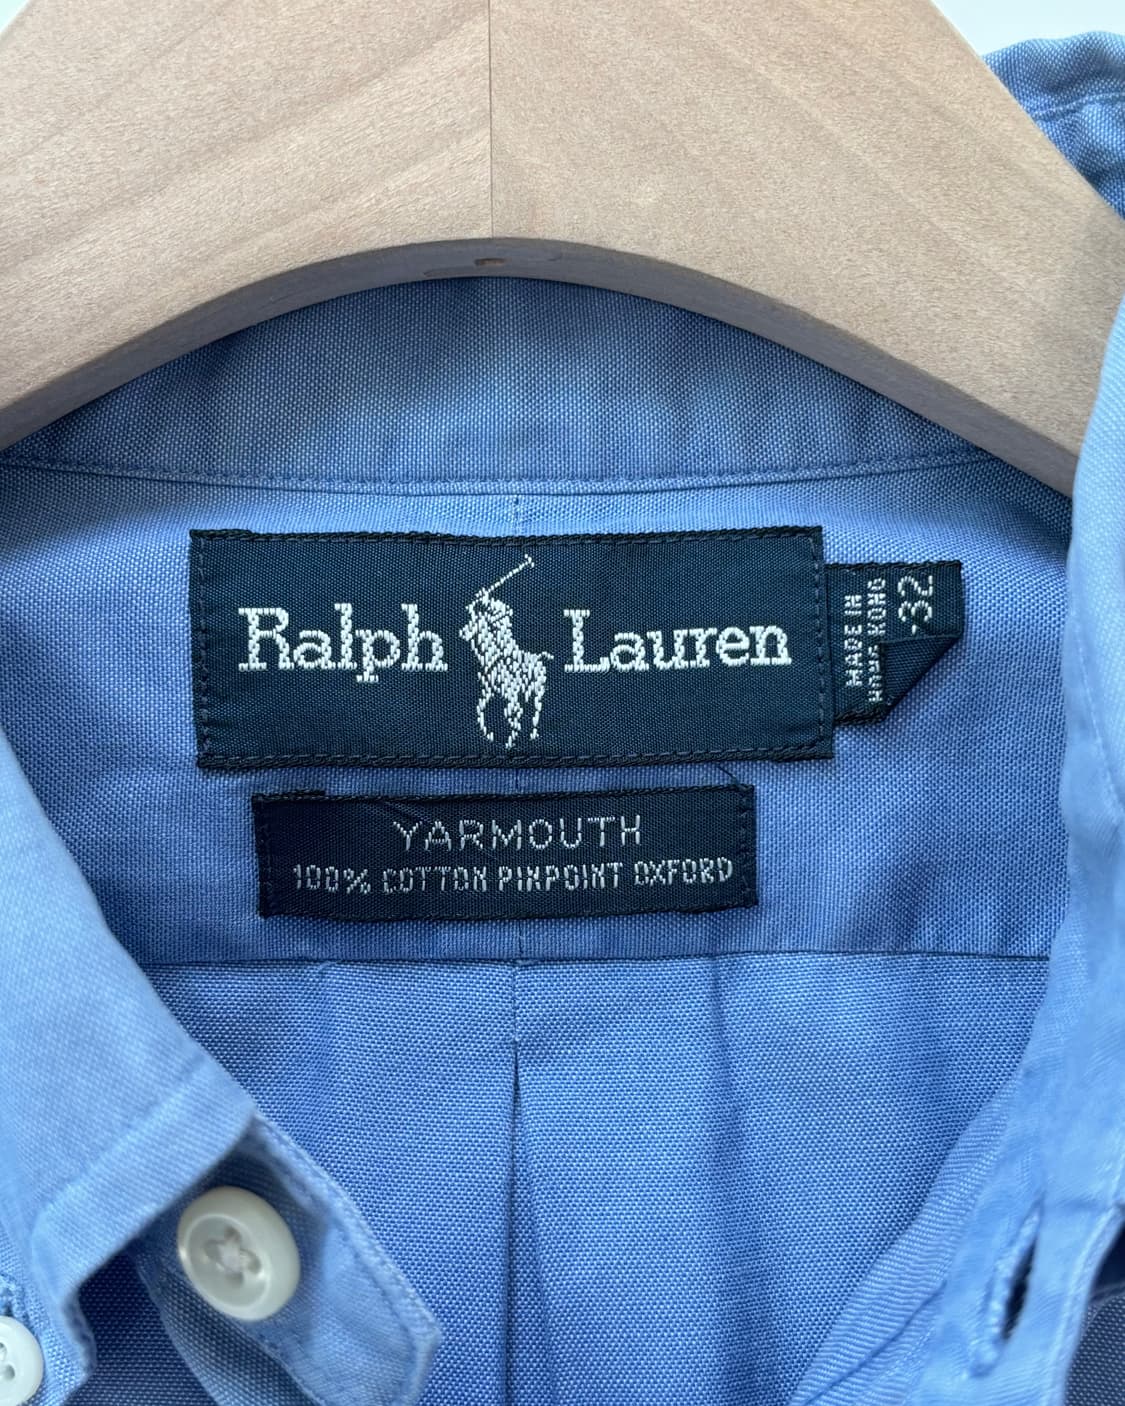 Ralph Lauren
MADE IN
HONG KONG
-32
YARMOUTH
100% COTTON PINPOINT OXFORD